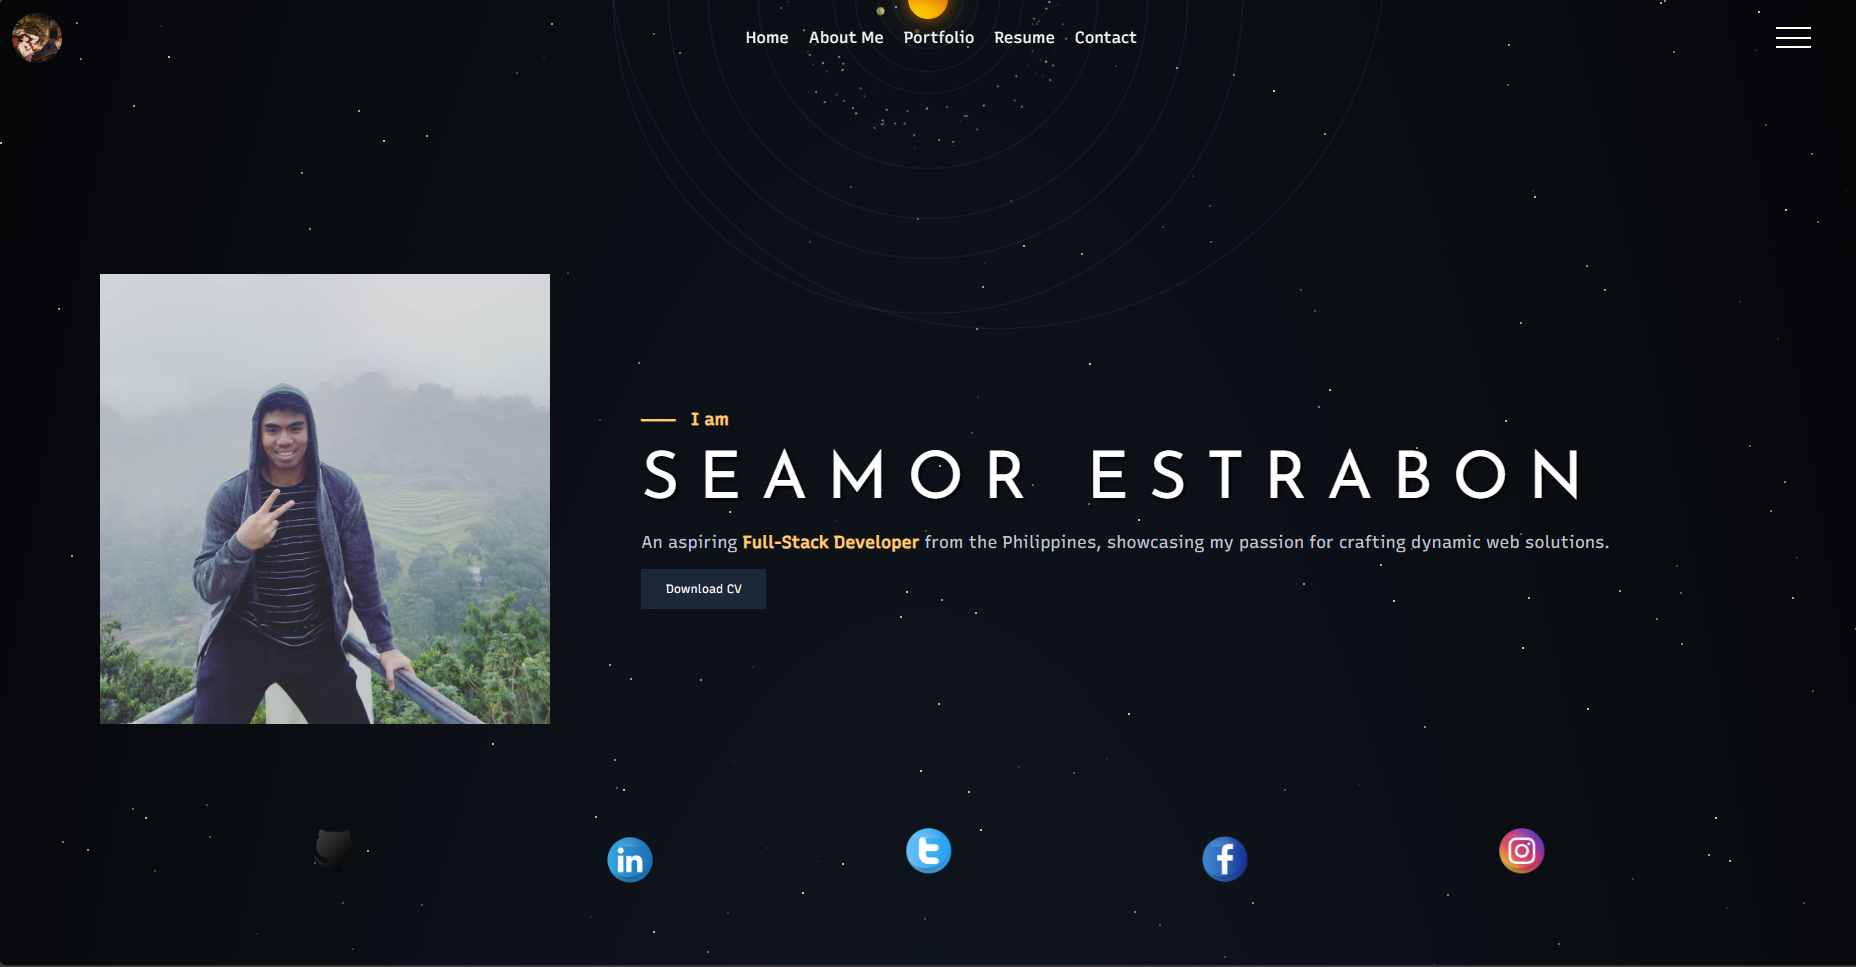 Home About Me Portfolio Resume Contact
I am
SEAMOR ESTRABON
An aspiring Full-Stack Developer from the Philippines, showcasing my passion for crafting dynamic web solutions.
Download CV
in
t
f